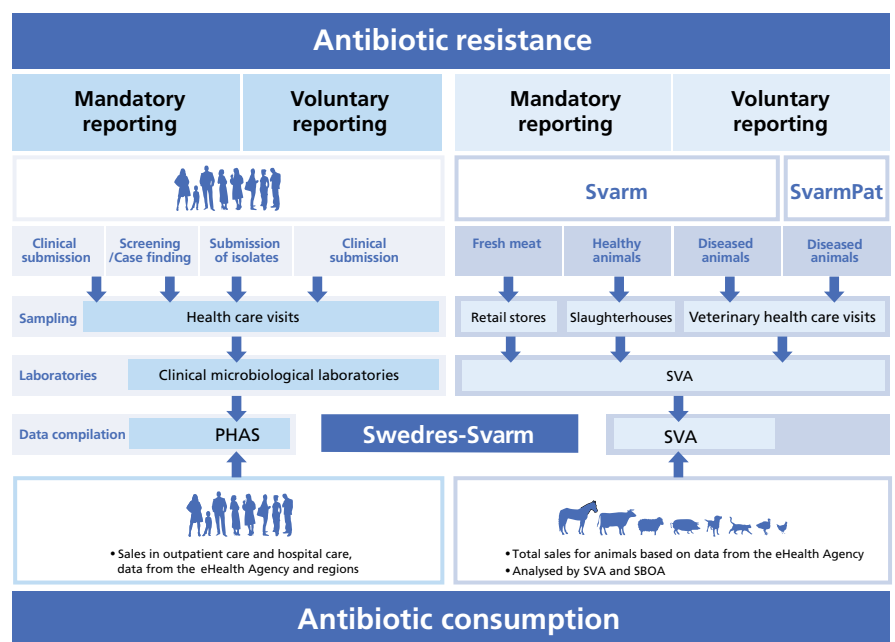 Antibiotic resistance
Mandatory
reporting
Voluntary
reporting
Mandatory
reporting
Voluntary
reporting
Svarm
SvarmPat
Clinical
submission
Screening
/Case finding
Submission
of isolates
Clinical
submission
Fresh meat
Healthy
animals
Diseased
animals
Diseased
animals
Sampling
Health care visits
Retail stores
Slaughterhouses
Veterinary health care visits
Laboratories
Clinical microbiological laboratories
SVA
Data compilation
PHAS
Swedres-Svarm
SVA
• Sales in outpatient care and hospital care,
data from the eHealth Agency and regions
• Total sales for animals based on data from the eHealth Agency
• Analysed by SVA and SBOA
Antibiotic consumption